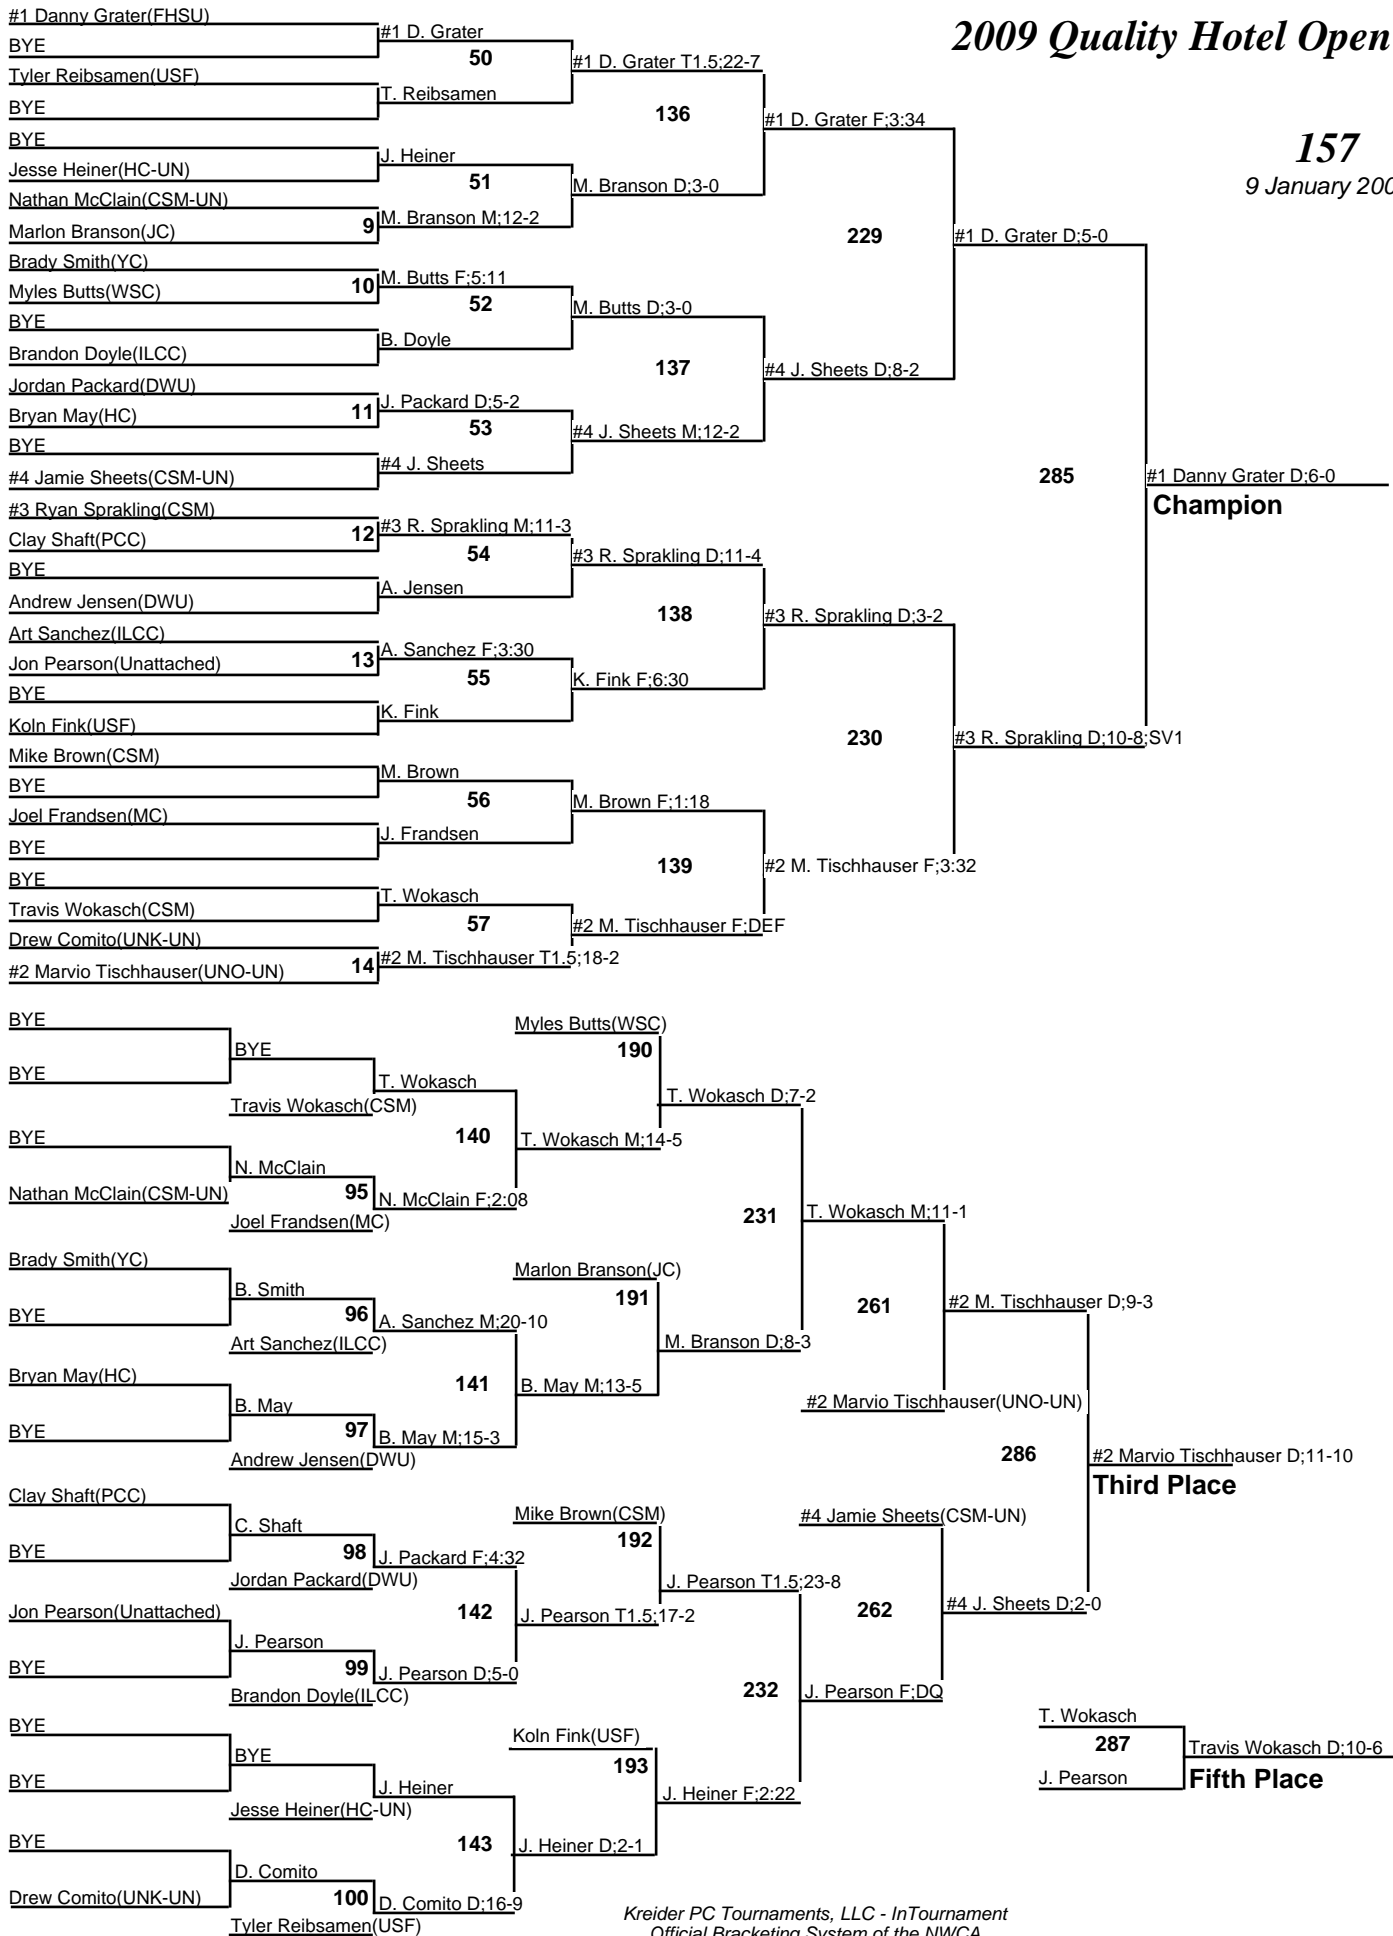 2009 Quality Hotel Open
157
9 January 200
#1 Danny Grater(FHSU)
BYE
Tyler Reibsamen(USF)
BYE
BYE
Jesse Heiner(HC-UN)
Nathan McClain(CSM-UN)
Marlon Branson(JC)
Brady Smith(YC)
Myles Butts(WSC)
BYE
Brandon Doyle(ILCC)
Jordan Packard(DWU)
Bryan May(HC)
BYE
#4 Jamie Sheets(CSM-UN)
#3 Ryan Sprakling(CSM)
Clay Shaft(PCC)
BYE
Andrew Jensen(DWU)
Art Sanchez(ILCC)
Jon Pearson(Unattached)
BYE
Koln Fink(USF)
Mike Brown(CSM)
BYE
Joel Frandsen(MC)
BYE
BYE
Travis Wokasch(CSM)
Drew Comito(UNK-UN)
#2 Marvio Tischhauser(UNO-UN)
9
10
11
12
13
14
#1 D. Grater
50
T. Reibsamen
J. Heiner
51
M. Branson M;12-2
M. Butts F;5:11
52
B. Doyle
J. Packard D;5-2
53
#4 J. Sheets
#3 R. Sprakling M;11-3
54
A. Jensen
A. Sanchez F;3:30
55
K. Fink
M. Brown
56
J. Frandsen
T. Wokasch
57
#2 M. Tischhauser T1.5;18-2
#1 D. Grater T1.5;22-7
136
M. Branson D;3-0
M. Butts D;3-0
137
#4 J. Sheets M;12-2
#3 R. Sprakling D;11-4
138
K. Fink F;6:30
M. Brown F;1:18
139
#2 M. Tischhauser F;DEF
#1 D. Grater F;3:34
229
#4 J. Sheets D;8-2
#3 R. Sprakling D;3-2
230
#2 M. Tischhauser F;3:32
#1 D. Grater D;5-0
285
#3 R. Sprakling D;10-8;SV1
#1 Danny Grater D;6-0
Champion
BYE
BYE
BYE
Nathan McClain(CSM-UN)
Brady Smith(YC)
BYE
Bryan May(HC)
BYE
Clay Shaft(PCC)
BYE
Jon Pearson(Unattached)
BYE
BYE
BYE
BYE
Drew Comito(UNK-UN)
BYE
Travis Wokasch(CSM)
N. McClain
95
Joel Frandsen(MC)
B. Smith
96
Art Sanchez(ILCC)
B. May
97
Andrew Jensen(DWU)
C. Shaft
98
Jordan Packard(DWU)
J. Pearson
99
Brandon Doyle(ILCC)
BYE
Jesse Heiner(HC-UN)
D. Comito
100
Tyler Reibsamen(USF)
T. Wokasch
140
N. McClain F;2:08
A. Sanchez M;20-10
141
B. May M;15-3
J. Packard F;4:32
142
J. Pearson D;5-0
J. Heiner
143
D. Comito D;16-9
Myles Butts(WSC)
190
T. Wokasch M;14-5
Marlon Branson(JC)
191
B. May M;13-5
Mike Brown(CSM)
192
J. Pearson T1.5;17-2
Koln Fink(USF)
193
J. Heiner D;2-1
T. Wokasch D;7-2
231
M. Branson D;8-3
J. Pearson T1.5;23-8
232
J. Heiner F;2:22
T. Wokasch M;11-1
261
#2 Marvio Tischhauser(UNO-UN)
#4 Jamie Sheets(CSM-UN)
262
J. Pearson F;DQ
#2 M. Tischhauser D;9-3
286
#4 J. Sheets D;2-0
#2 Marvio Tischhauser D;11-10
Third Place
T. Wokasch
287
J. Pearson
Travis Wokasch D;10-6
Fifth Place
Kreider PC Tournaments, LLC - InTournament
Official Bracketing System of the NWCA